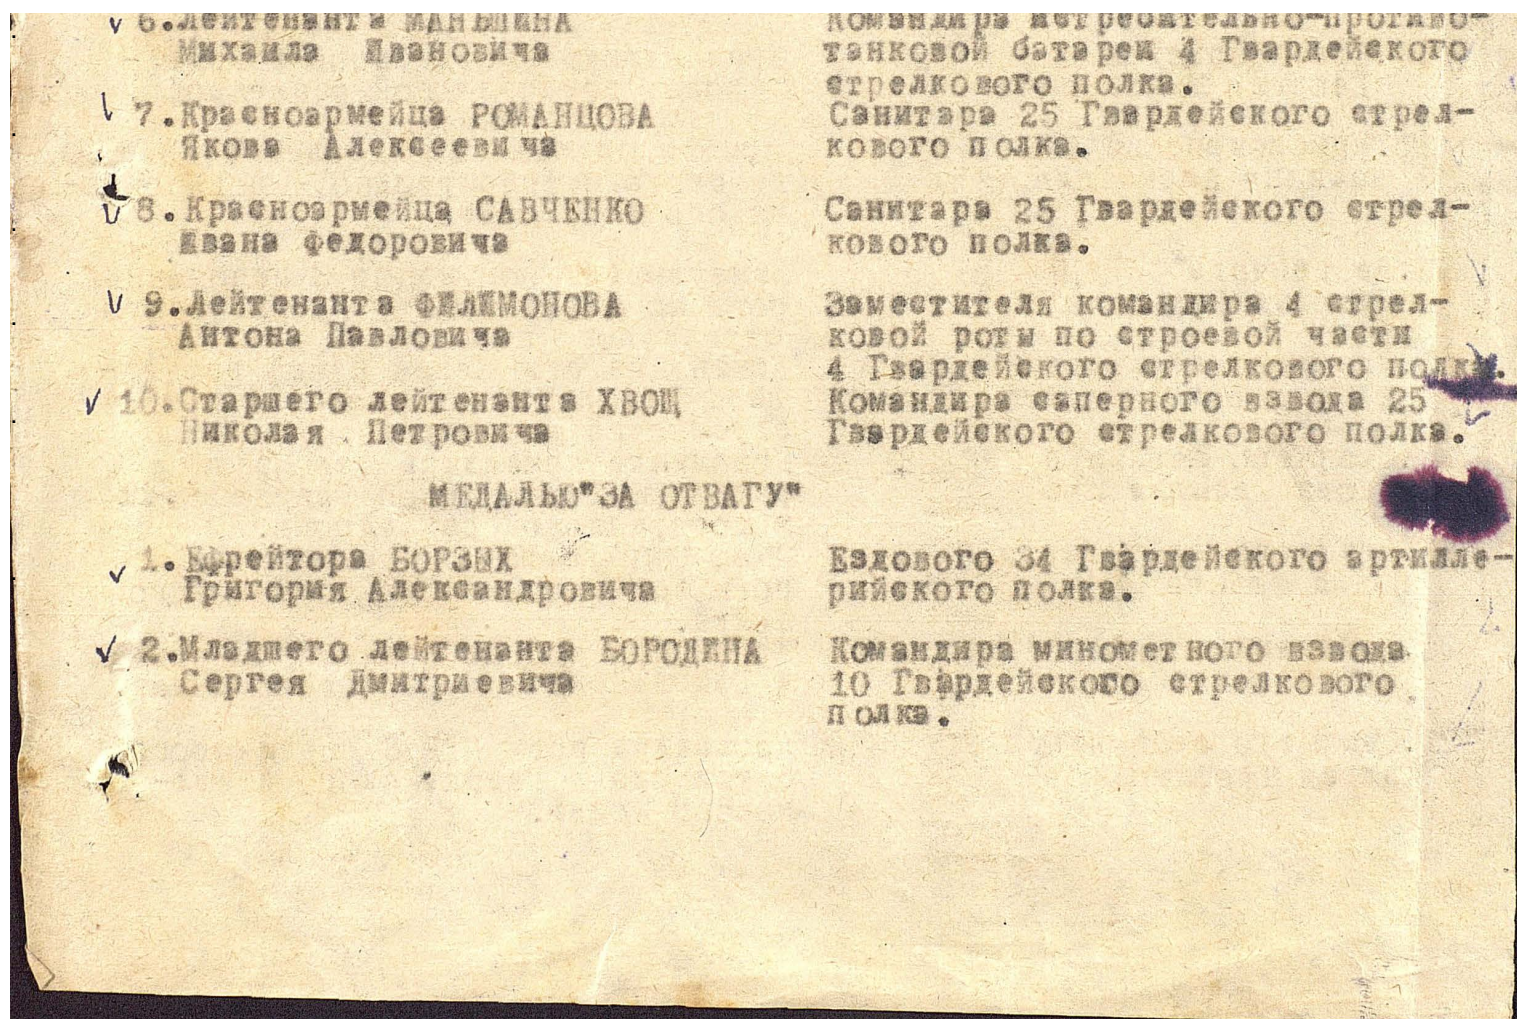 6.Лейтенанта МАНЬШИНА
Михаила Ивановича
Командира истребительно-противо-
танковой батареи 4 Гвардейского
стрелкового полка.
7.Красноармейца РОМАНЦОВА
Якова Алексеевича
Санитара 25 Гвардейского стрел-
кового полка.
8.Красноармейца САВЧЕНКО
Ивана Федоровича
Санитара 25 Гвардейского стрел-
кового полка.
9.Лейтенанта ФИЛИМОНОВА
Антона Павловича
Заместителя командира 4 стрел-
ковой роты по строевой части
4 Гвардейского стрелкового полка.
10.Старшего лейтенанта ХВОЩ
Николая Петровича
Командира саперного взвода 25
Гвардейского стрелкового полка.
МЕДАЛЬЮ"ЗА ОТВАГУ"
1.Ефрейтора БОРЗЫХ
Григория Александровича
Ездового 34 Гвардейского артилле-
рийского полка.
2.Младшего лейтенанта БОРОДИНА
Сергея Дмитриевича
Командира минометного взвода
10 Гвардейского стрелкового
полка.